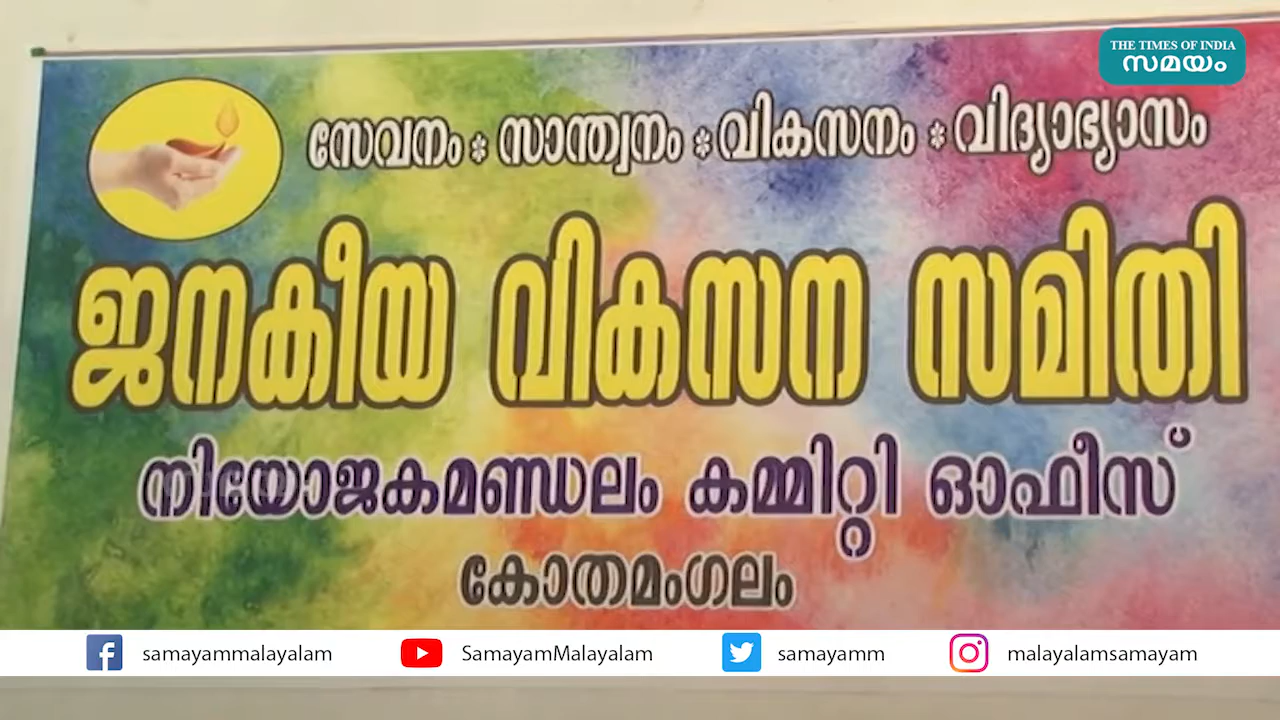 THE TIMES OF INDIA
സമയം
സേവനം * സാന്ത്വനം * വികസനം * വിദ്യാഭ്യാസം
ജനകീയ വികസന സമിതി
നിയോജകമണ്ഡലം കമ്മിറ്റി ഓഫീസ്
കോതമംഗലം
samayammalayalam SamayamMalayalam samayamm malayalamsamayam